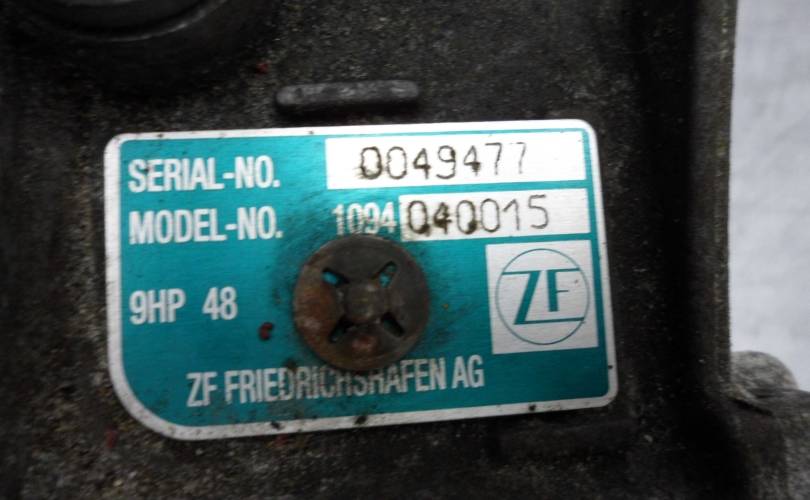 SERIAL-NO. 0049477
MODEL-NO. 1094 040015
9HP 48
ZF
ZF FRIEDRICHSHAFEN AG